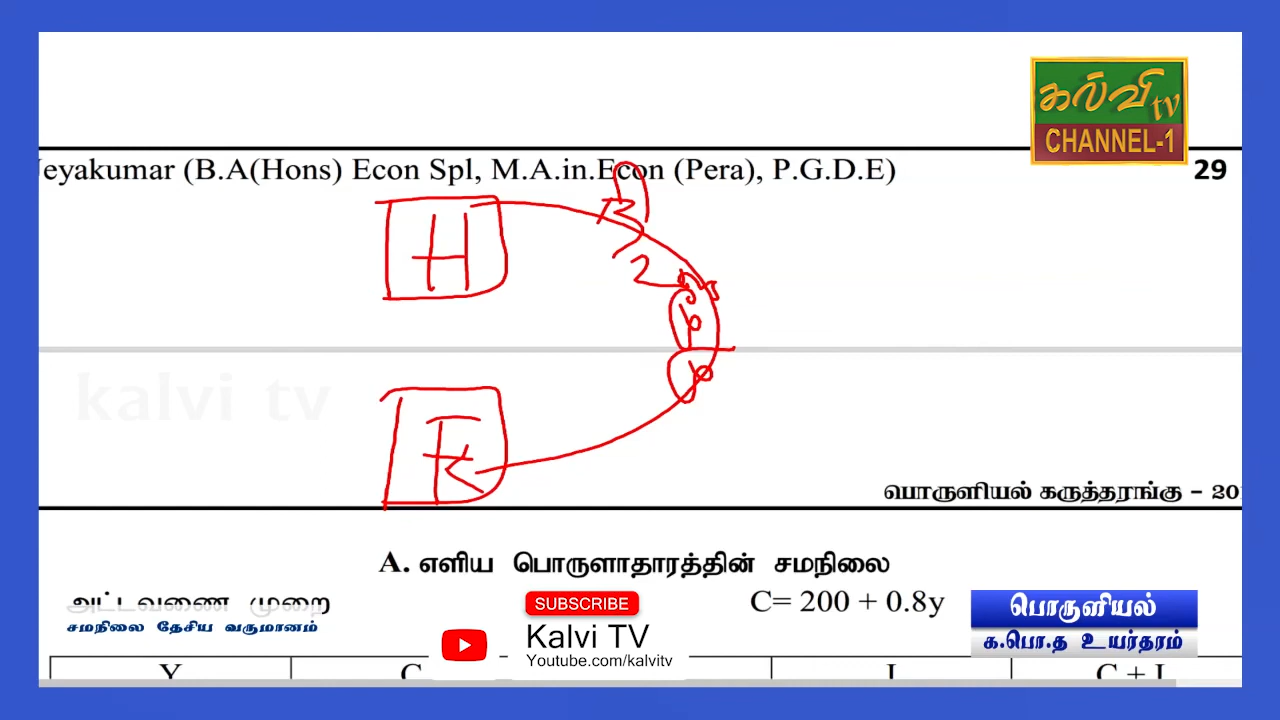 கல்வி tv
CHANNEL-1
Jeyakumar (B.A(Hons) Econ Spl, M.A.in.Econ (Pera), P.G.D.E) 29
H
kalvi tv
F
பொருளியல் கருத்தரங்கு - 20
A. எளிய பொருளாதாரத்தின் சமநிலை
அட்டவணை முறை
C= 200 + 0.8y
சமநிலை தேசிய வருமானம்
SUBSCRIBE
Kalvi TV
Youtube.com/kalvitv
பொருளியல்
க.பொ.த உயர்தரம்
Y C I C + I